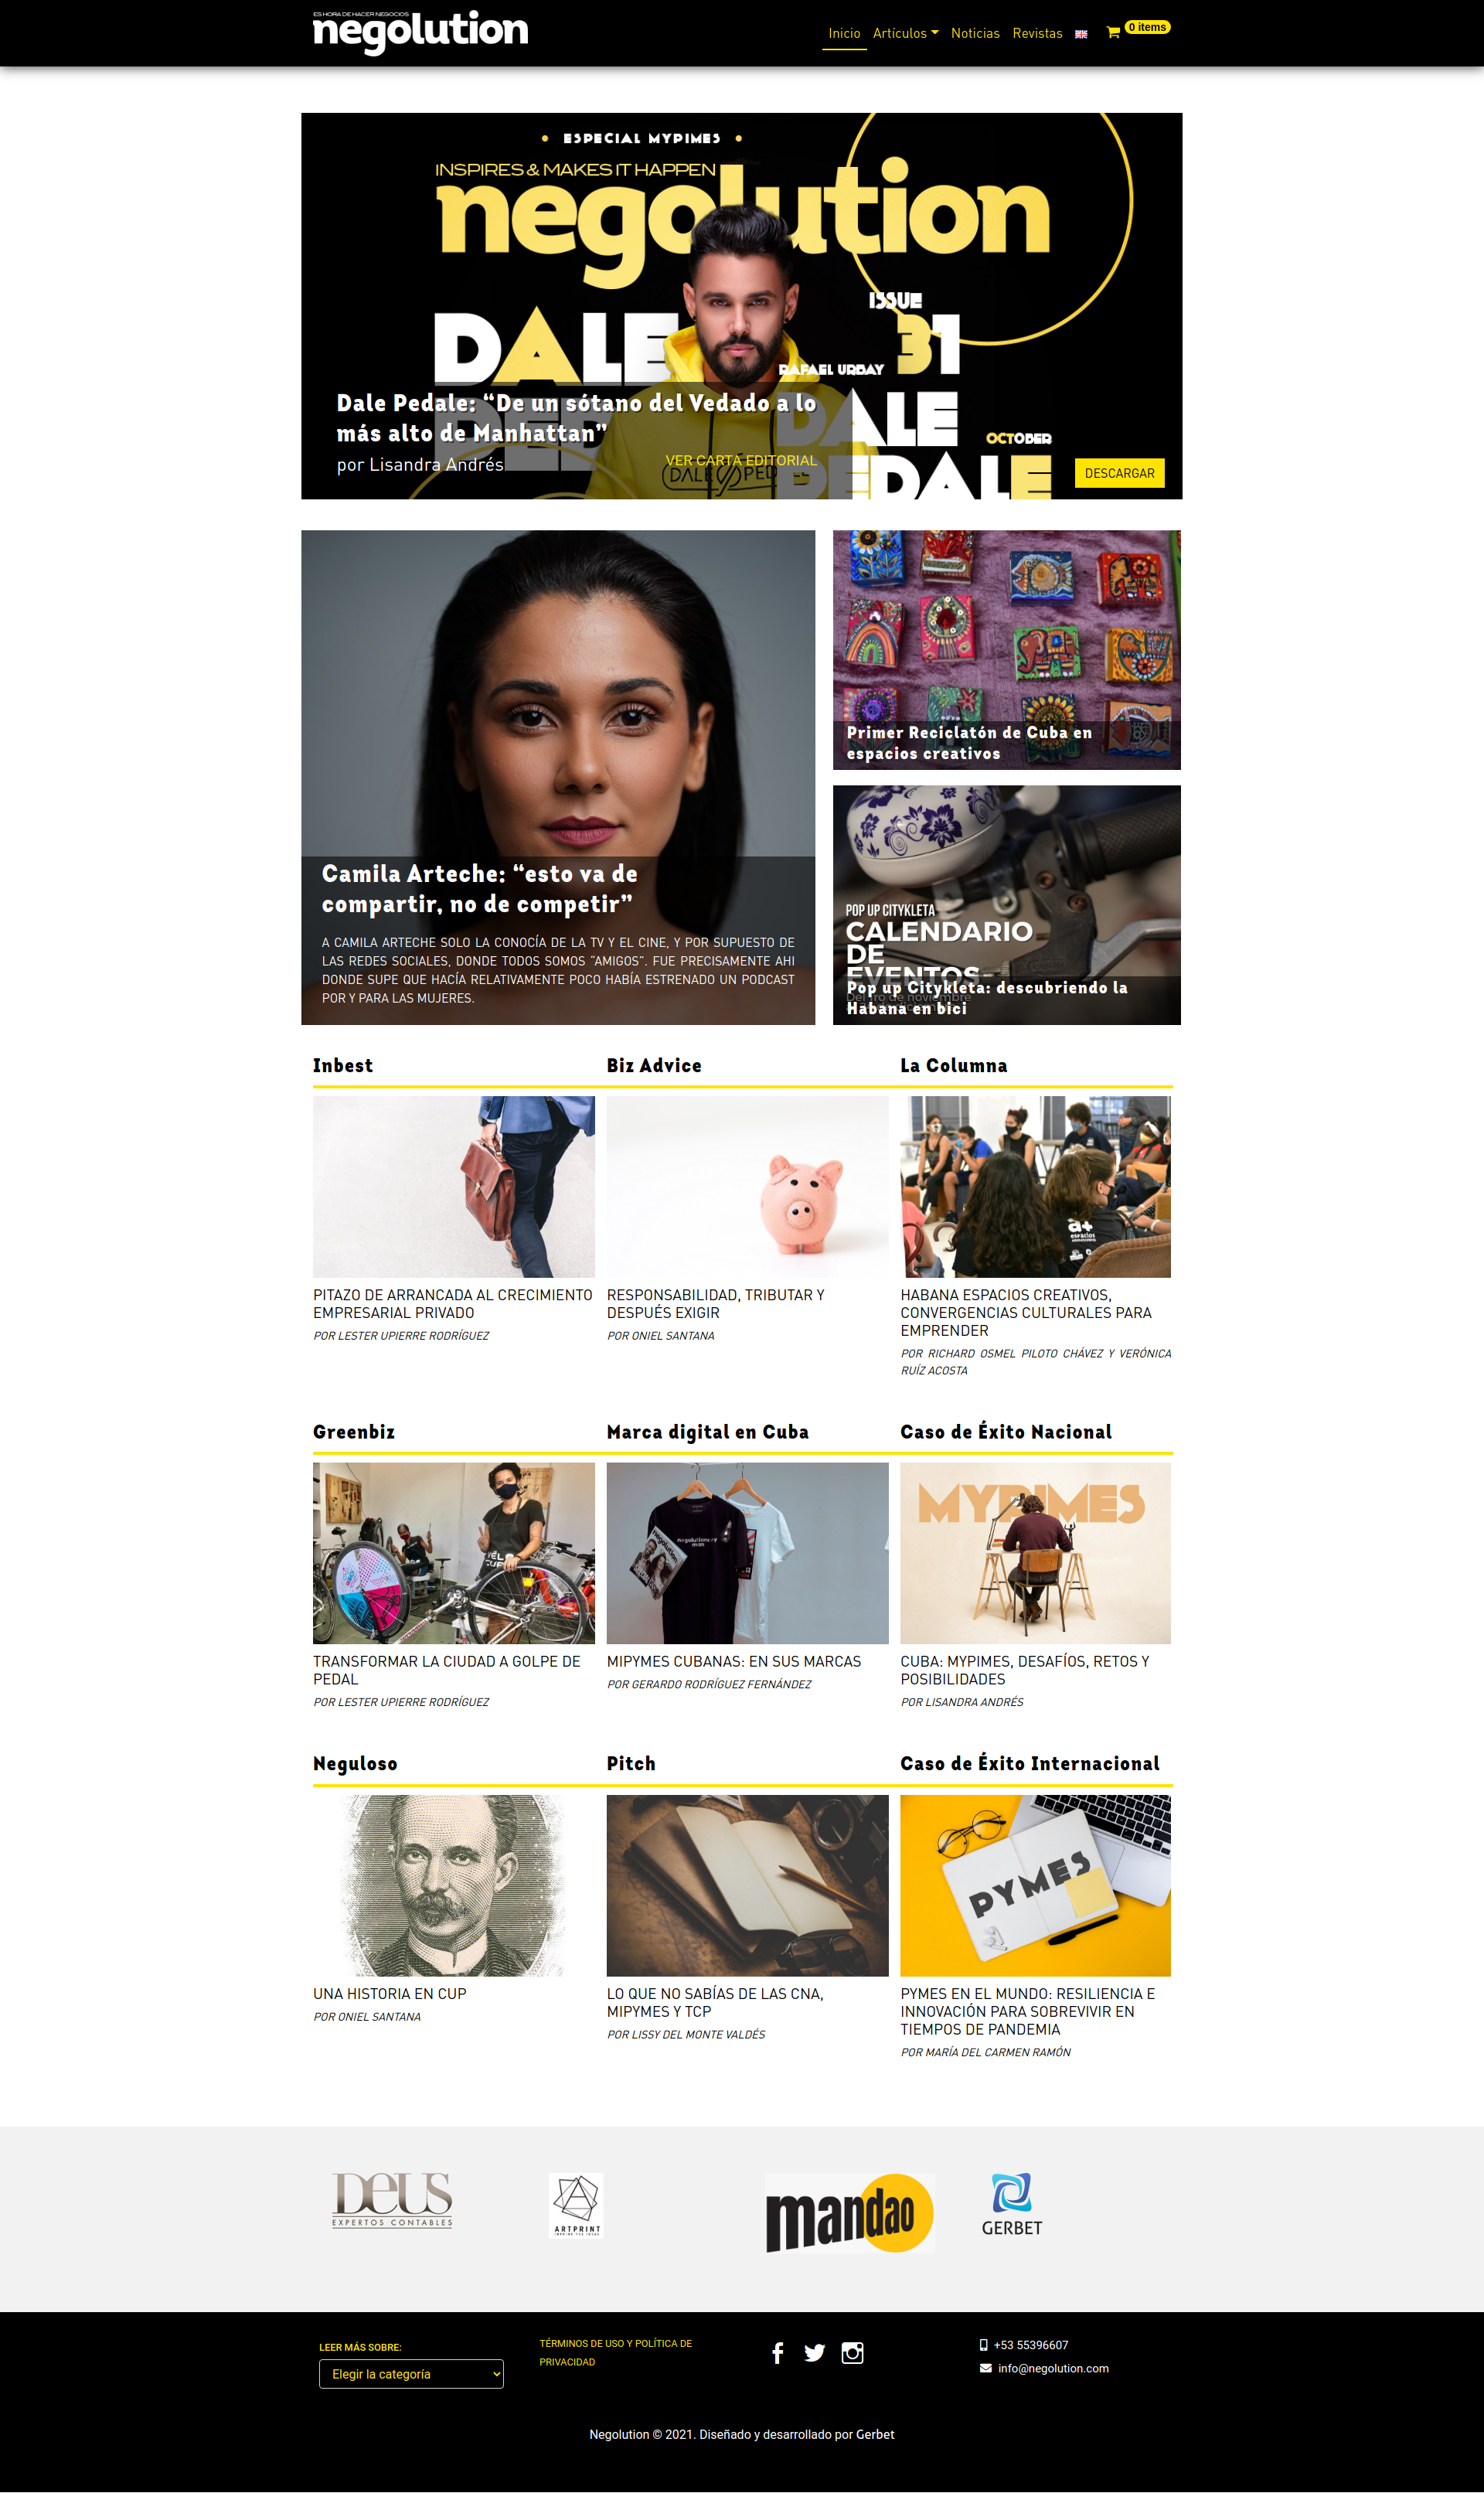 ES HORA DE HACER NEGOCIOS
negolution
Inicio Artículos Noticias Revistas 0 items
ESPECIAL MYPIMES
INSPIRES & MAKES IT HAPPEN
negolution
ISSUE
31
DALE
RAFAEL URBAY
DALE
PEDALE
OCTOBER
Dale Pedale: “De un sótano del Vedado a lo
más alto de Manhattan”
por Lisandra Andrés
VER CARTA EDITORIAL
DESCARGAR
Primer Reciclatón de Cuba en
espacios creativos
Camila Arteche: “esto va de
compartir, no de competir”
A CAMILA ARTECHE SOLO LA CONOCÍA DE LA TV Y EL CINE, Y POR SUPUESTO DE
LAS REDES SOCIALES, DONDE TODOS SOMOS “AMIGOS”. FUE PRECISAMENTE AHI
DONDE SUPE QUE HACÍA RELATIVAMENTE POCO HABÍA ESTRENADO UN PODCAST
POR Y PARA LAS MUJERES.
POP UP CITYKLETA
CALENDARIO
DE
EVENTOS
Pop up Citykleta: descubriendo la
Habana en bici
Inbest Biz Advice La Columna
a+
espacios
PITAZO DE ARRANCADA AL CRECIMIENTO
EMPRESARIAL PRIVADO
POR LESTER UPIERRE RODRÍGUEZ
RESPONSABILIDAD, TRIBUTAR Y
DESPUÉS EXIGIR
POR ONIEL SANTANA
HABANA ESPACIOS CREATIVOS,
CONVERGENCIAS CULTURALES PARA
EMPRENDER
POR RICHARD OSMEL PILOTO CHÁVEZ Y VERÓNICA
RUÍZ ACOSTA
Greenbiz Marca digital en Cuba Caso de Éxito Nacional
negolutionary
man
MYPIMES
TRANSFORMAR LA CIUDAD A GOLPE DE
PEDAL
POR LESTER UPIERRE RODRÍGUEZ
MIPYMES CUBANAS: EN SUS MARCAS
POR GERARDO RODRÍGUEZ FERNÁNDEZ
CUBA: MYPIMES, DESAFÍOS, RETOS Y
POSIBILIDADES
POR LISANDRA ANDRÉS
Neguloso Pitch Caso de Éxito Internacional
PYMES
UNA HISTORIA EN CUP
POR ONIEL SANTANA
LO QUE NO SABÍAS DE LAS CNA,
MIPYMES Y TCP
POR LISSY DEL MONTE VALDÉS
PYMES EN EL MUNDO: RESILIENCIA E
INNOVACIÓN PARA SOBREVIVIR EN
TIEMPOS DE PANDEMIA
POR MARÍA DEL CARMEN RAMÓN
DEUS
EXPERTOS CONTABLES
ARTPRINT
mandao
GERBET
LEER MÁS SOBRE:
Elegir la categoría
TÉRMINOS DE USO Y POLÍTICA DE
PRIVACIDAD
+53 55396607
info@negolution.com
Negolution © 2021. Diseñado y desarrollado por Gerbet